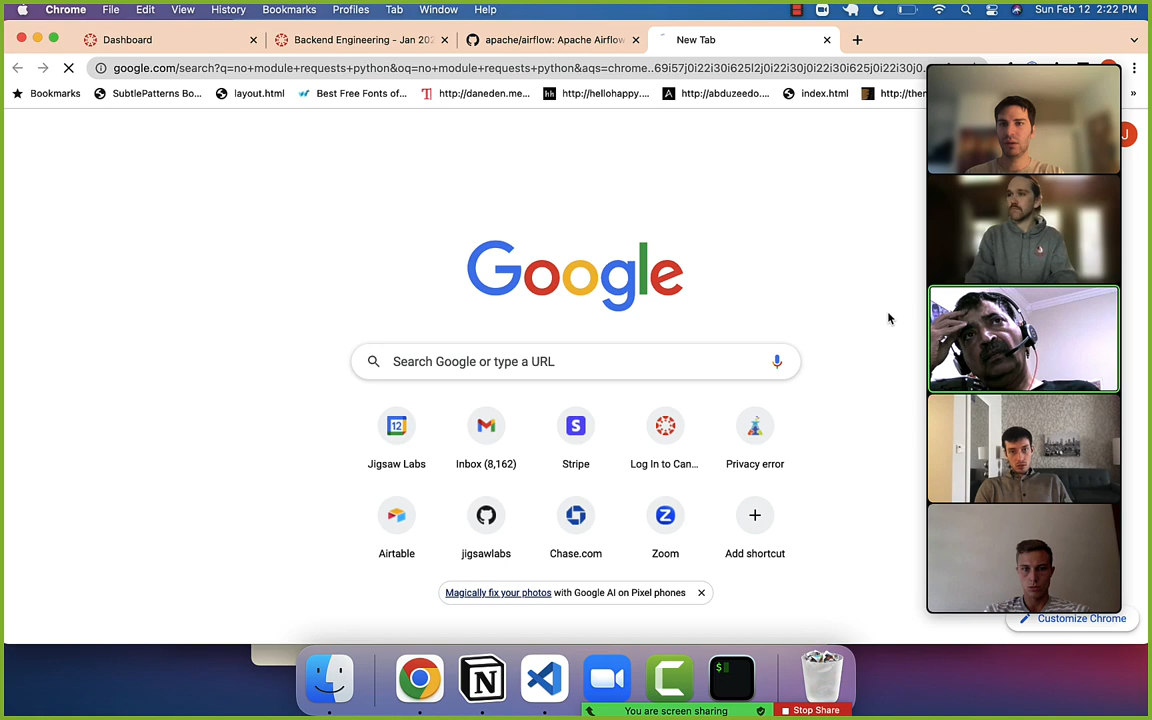 Chrome File Edit View History Bookmarks Profiles Tab Window Help Sun Feb 12 2:22 PM
Dashboard Backend Engineering - Jan 202 apache/airflow: Apache Airflow New Tab
google.com/search?q=no+module+requests+python&oq=no+module+requests+python&aqs=chrome..69i57j0i22i30i625l2j0i22i30j0i22i30i625j0i22i30j0...
Bookmarks SubtlePatterns Bo... layout.html Best Free Fonts of... http://daneden.me... hh http://hellohappy.... http://abduzeedo.... index.html http://ther »
J
Google
Search Google or type a URL
12 S
Jigsaw Labs Inbox (8,162) Stripe Log In to Can... Privacy error
Airtable jigsawlabs Chase.com Zoom Add shortcut
Magically fix your photos with Google AI on Pixel phones
Customize Chrome
$
You are screen sharing Stop Share